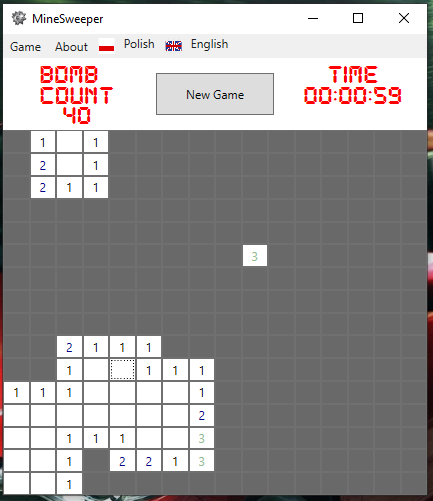 MineSweeper
Game About Polish English
BOMB COUNT 40
New Game
TIME 00:00:59
1 1
2 1
2 1 1
3
2 1 1 1
1 1 1 1
1 1 1 1
2
1 1 1 3
1 2 2 1 3
1